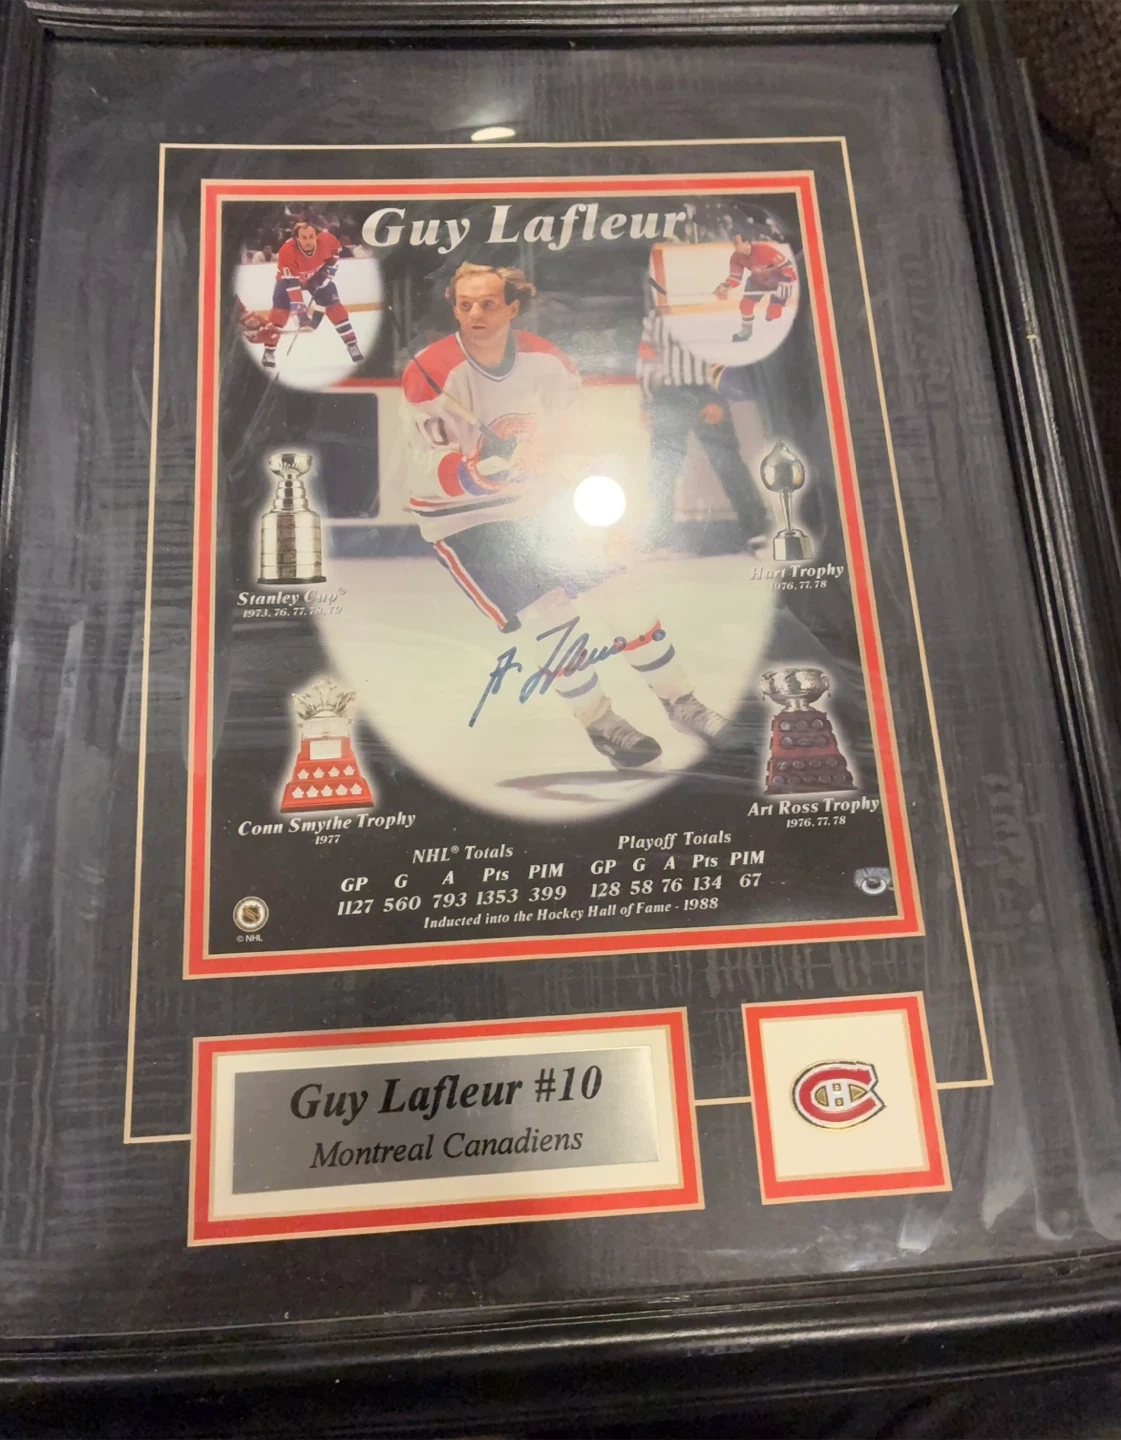 Guy Lafleur
Stanley Cup®
1973, 76, 77, 78, 79
Hart Trophy
1976, 77, 78
Conn Smythe Trophy
1977
Art Ross Trophy
1976, 77, 78
NHL® Totals
GP G A Pts PIM
1127 560 793 1353 399
Playoff Totals
GP G A Pts PIM
128 58 76 134 67
Inducted into the Hockey Hall of Fame - 1988
© NHL
Guy Lafleur #10
Montreal Canadiens
CH